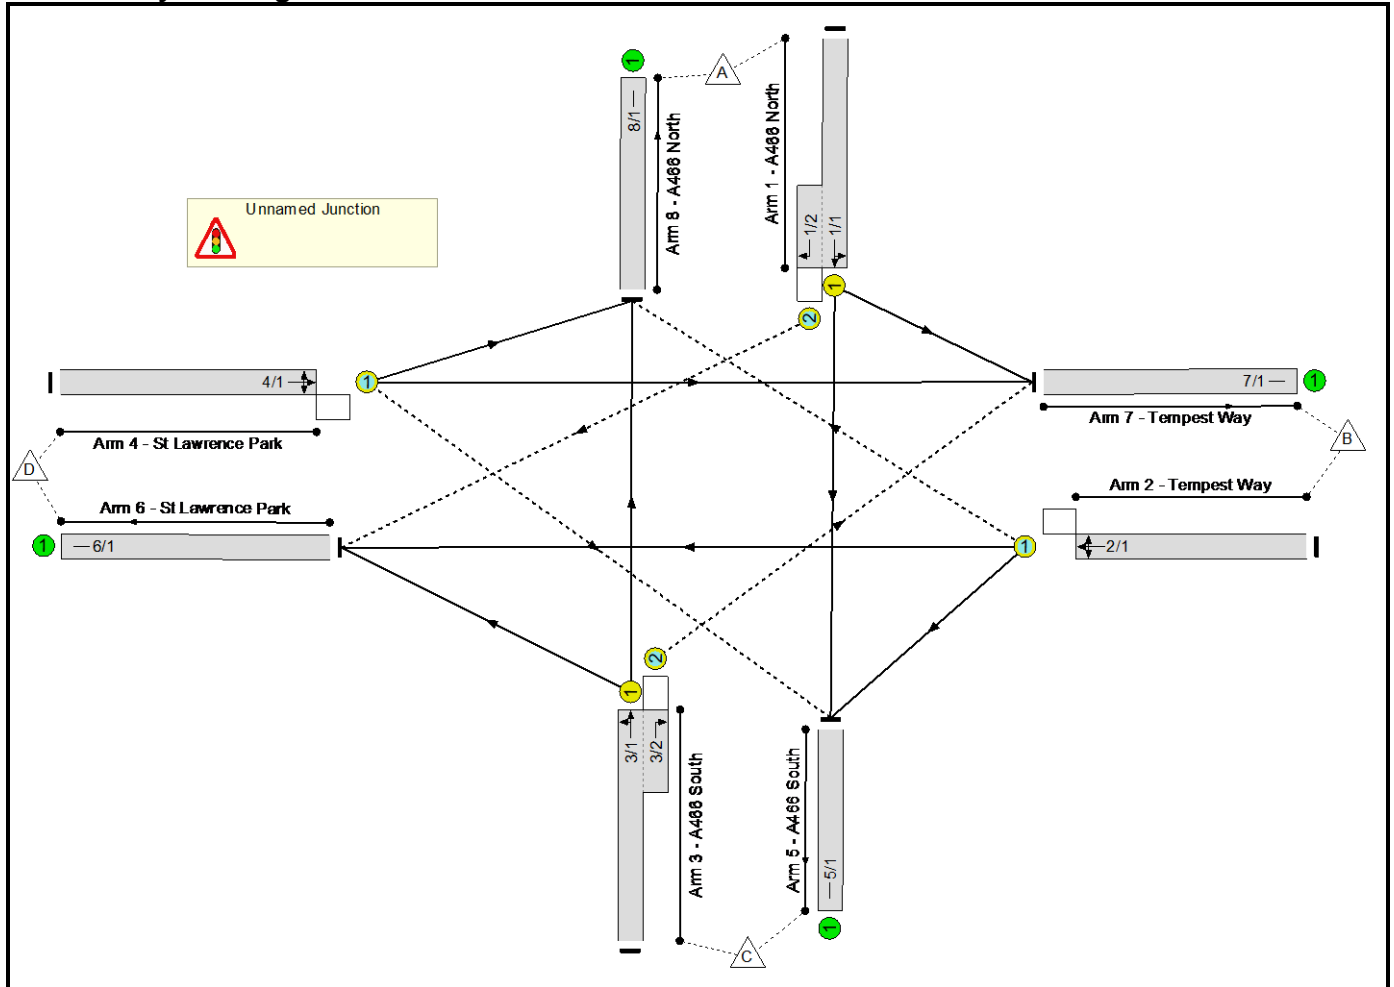 1
A
8/1
Arm 8 - A466 North
Arm 1 - A466 North
Unnamed Junction
1/2
1/1
1
2
4/1
1
7/1
1
Arm 4 - St Lawrence Park
Arm 7 - Tempest Way
D
B
Arm 6 - St Lawrence Park
Arm 2 - Tempest Way
1
6/1
1
2/1
2
1
3/1
3/2
Arm 3 - A466 South
Arm 5 - A466 South
5/1
1
C